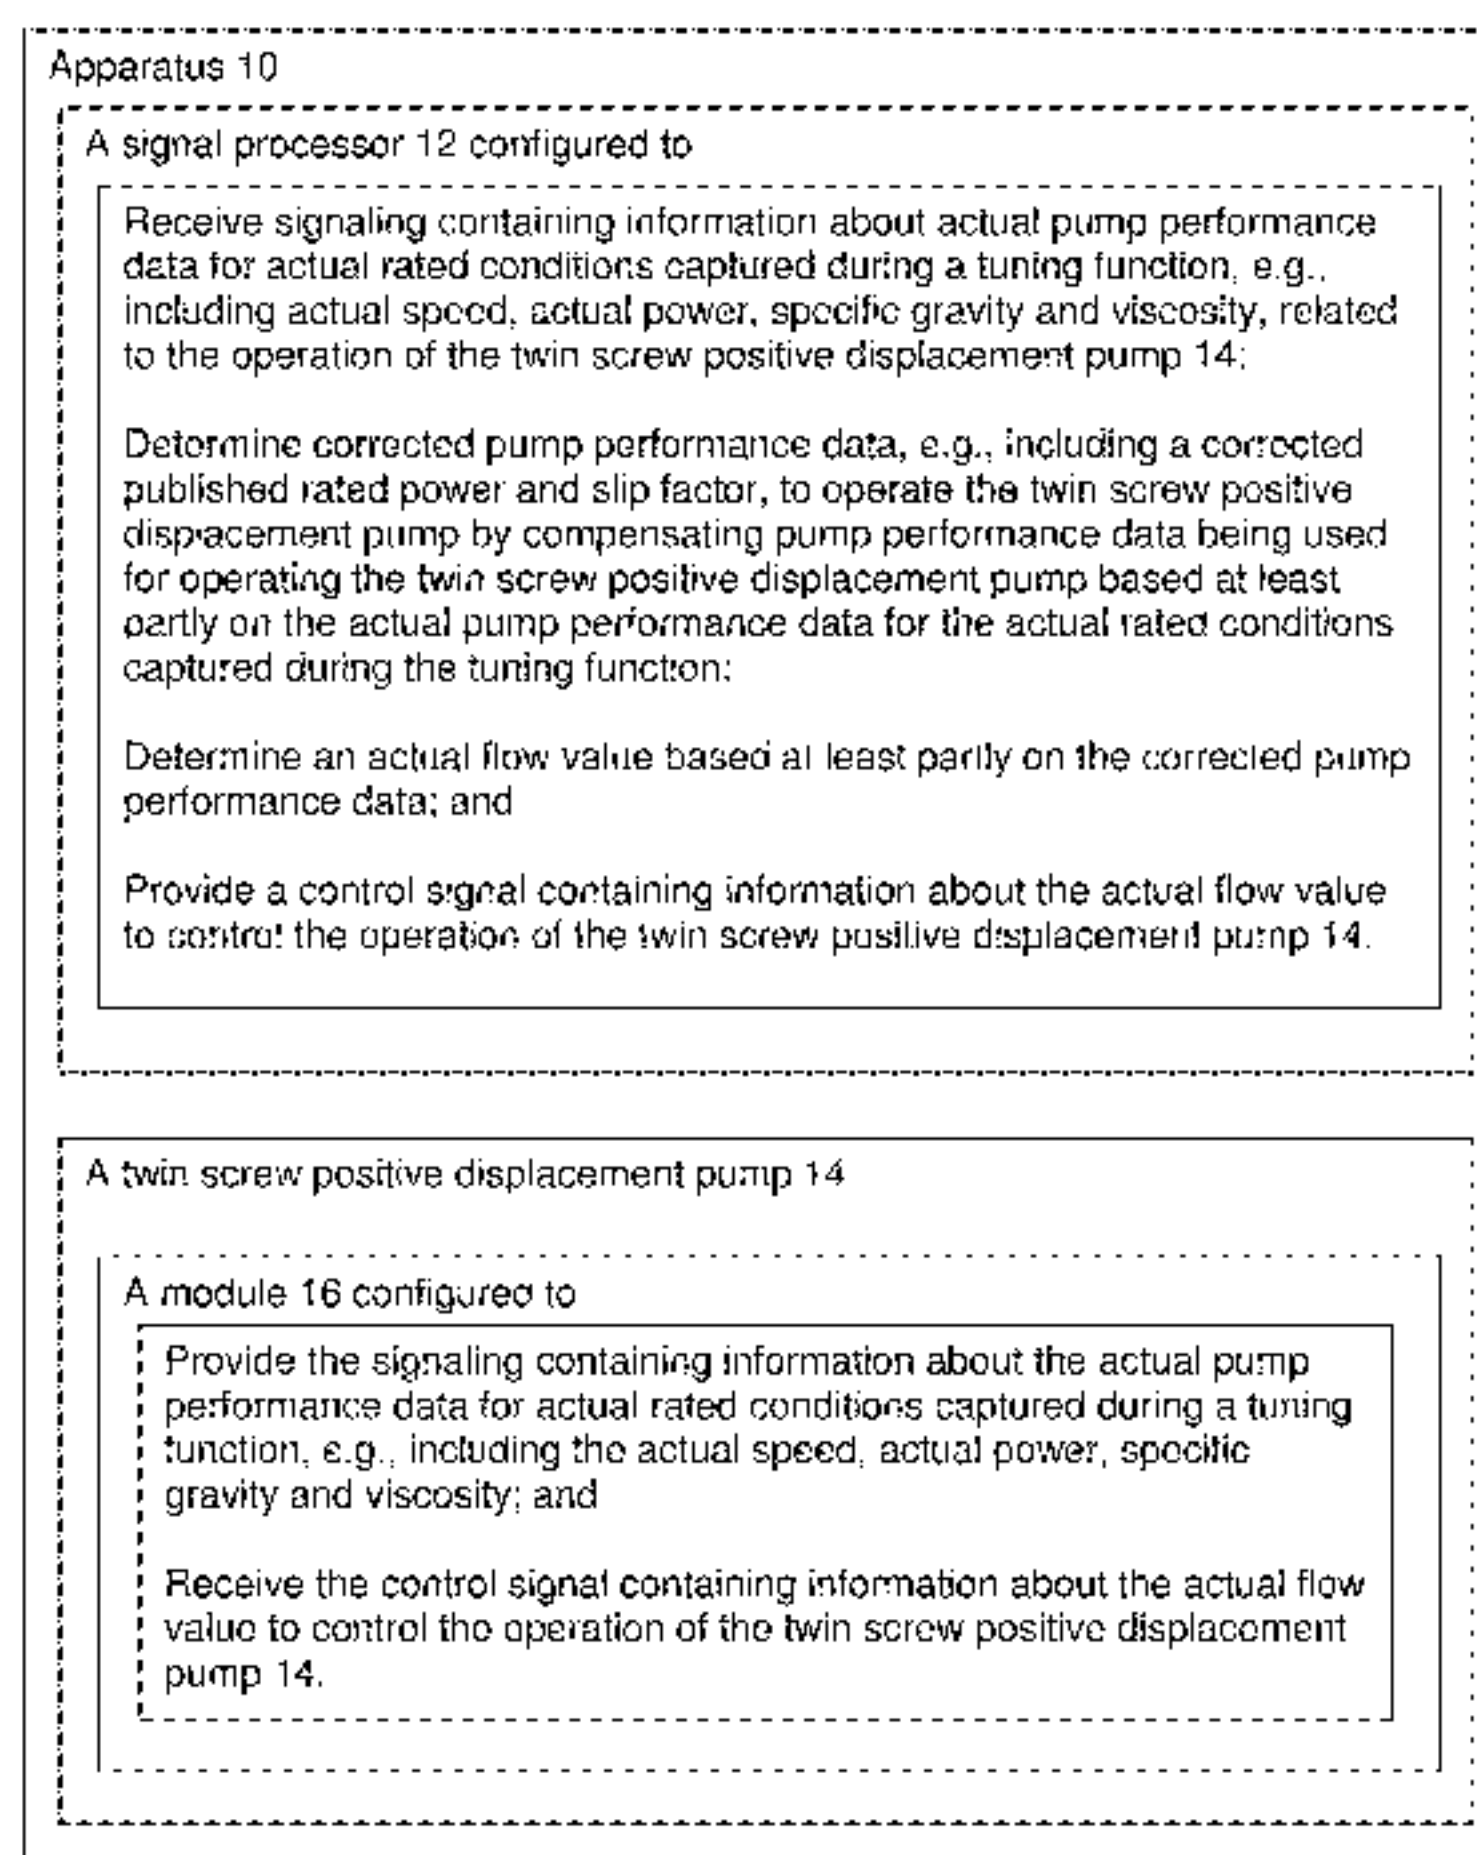 Apparatus 10
A signal processor 12 configured to
Receive signaling containing information about actual pump performance
data for actual rated conditions captured during a tuning function, e.g.,
including actual speed, actual power, specific gravity and viscosity, related
to the operation of the twin screw positive displacement pump 14;
Determine corrected pump performance data, e.g., including a corrected
published rated power and slip factor, to operate the twin screw positive
displacement pump by compensating pump performance data being used
for operating the twin screw positive displacement pump based at least
partly on the actual pump performance data for the actual rated conditions
captured during the tuning function;
Determine an actual flow value based at least partly on the corrected pump
performance data; and
Provide a control signal containing information about the actual flow value
to control the operation of the twin screw positive displacement pump 14.
A twin screw positive displacement pump 14
A module 16 configured to
Provide the signaling containing information about the actual pump
performance data for actual rated conditions captured during a tuning
function, e.g., including the actual speed, actual power, specific
gravity and viscosity; and
Receive the control signal containing information about the actual flow
value to control the operation of the twin screw positive displacement
pump 14.